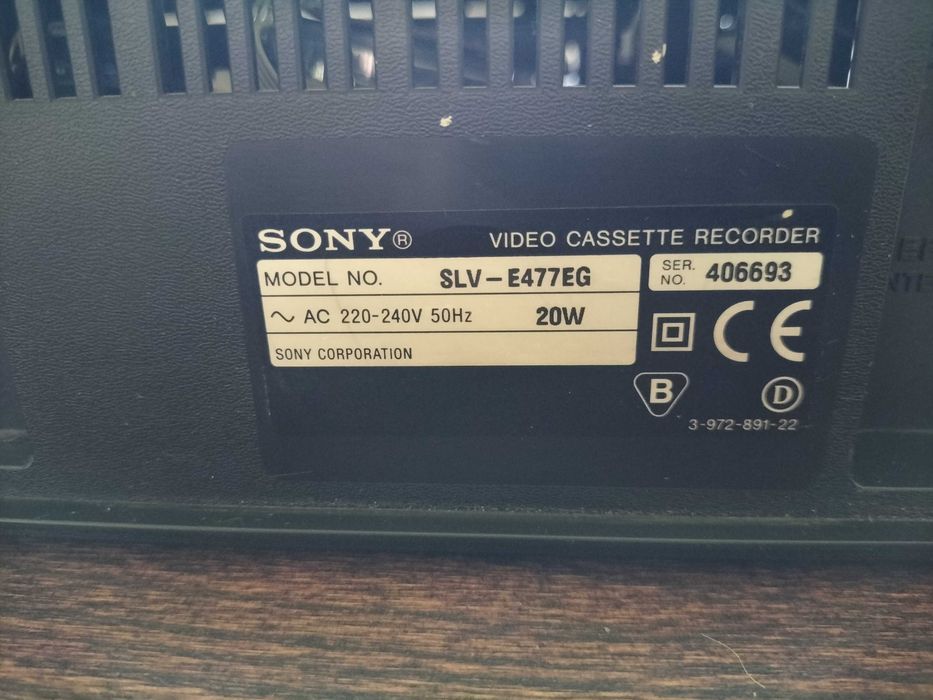 SONY® VIDEO CASSETTE RECORDER
MODEL NO. SLV-E477EG
SER. NO. 406693
~ AC 220-240V 50Hz 20W
SONY CORPORATION
CE
B D
3-972-891-22